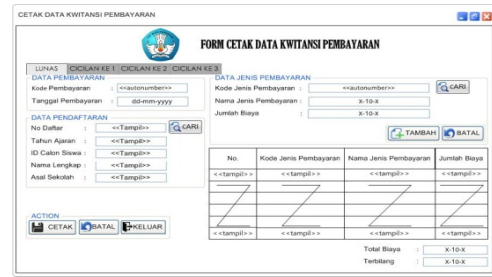 CETAK DATA KWITANSI PEMBAYARAN
FORM CETAK DATA KWITANSI PEMBAYARAN
LUNAS CICILAN KE 1 CICILAN KE 2 CICILAN KE 3
DATA PEMBAYARAN
Kode Pembayaran : <<autonumber>>
Tanggal Pembayaran : dd-mm-yyyy
DATA PENDAFTARAN
No Daftar : <<Tampil>> CARI
Tahun Ajaran : <<Tampil>>
ID Calon Siswa : <<Tampil>>
Nama Lengkap : <<Tampil>>
Asal Sekolah : <<Tampil>>
ACTION
CETAK BATAL KELUAR
DATA JENIS PEMBAYARAN
Kode Jenis Pembayaran : <<autonumber>> CARI
Nama Jenis Pembayaran : X-10-X
Jumlah Biaya : X-10-X
TAMBAH BATAL
No. Kode Jenis Pembayaran Nama Jenis Pembayaran Jumlah Biaya
<<tampil>> <<tampil>> <<tampil>> <<tampil>>
<<tampil>> <<tampil>> <<tampil>> <<tampil>>
Total Biaya : X-10-X
Terbilang : X-10-X